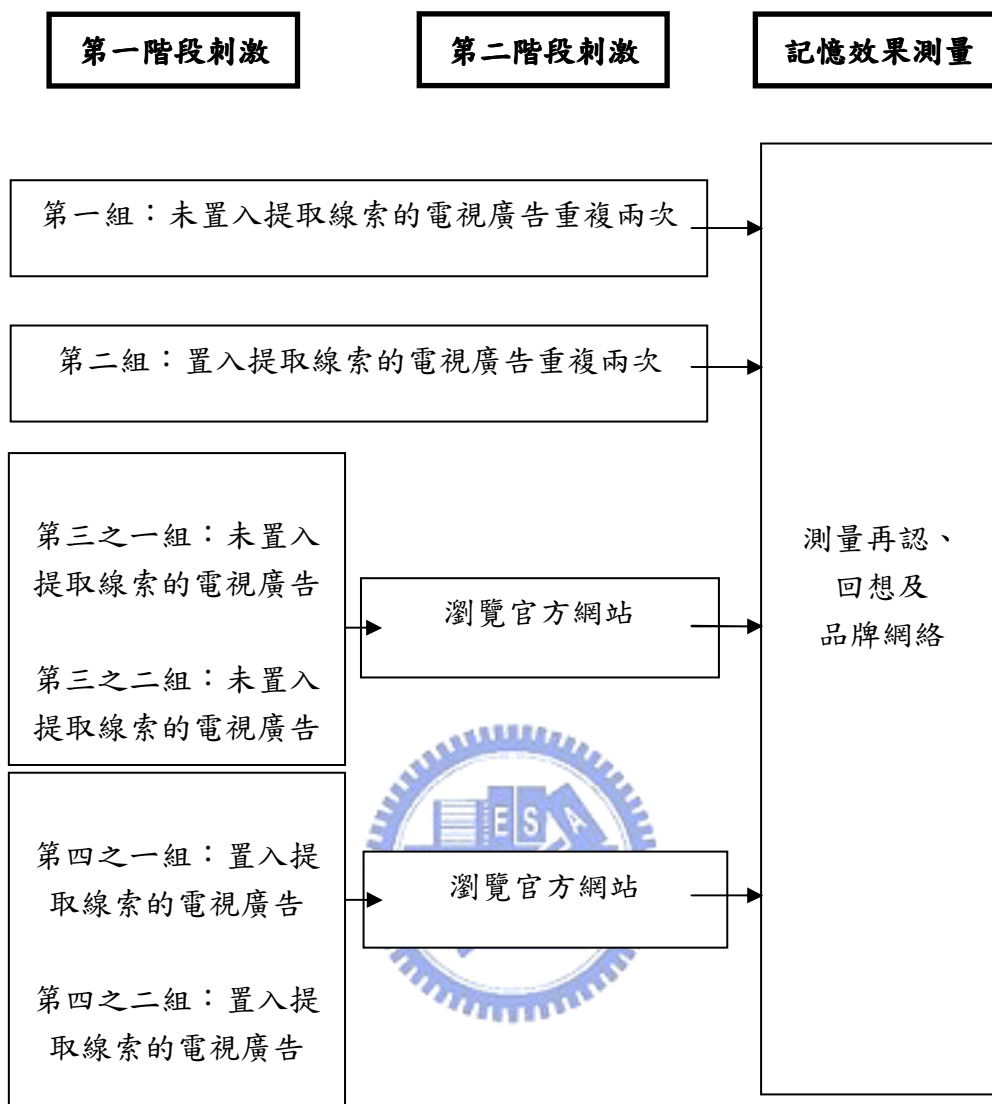 第一階段刺激
第二階段刺激
記憶效果測量
第一組：未置入提取線索的電視廣告重複兩次
第二組：置入提取線索的電視廣告重複兩次
第三之一組：未置入
提取線索的電視廣告
第三之二組：未置入
提取線索的電視廣告
瀏覽官方網站
第四之一組：置入提
取線索的電視廣告
第四之二組：置入提
取線索的電視廣告
瀏覽官方網站
測量再認、
回想及
品牌網絡
ESA